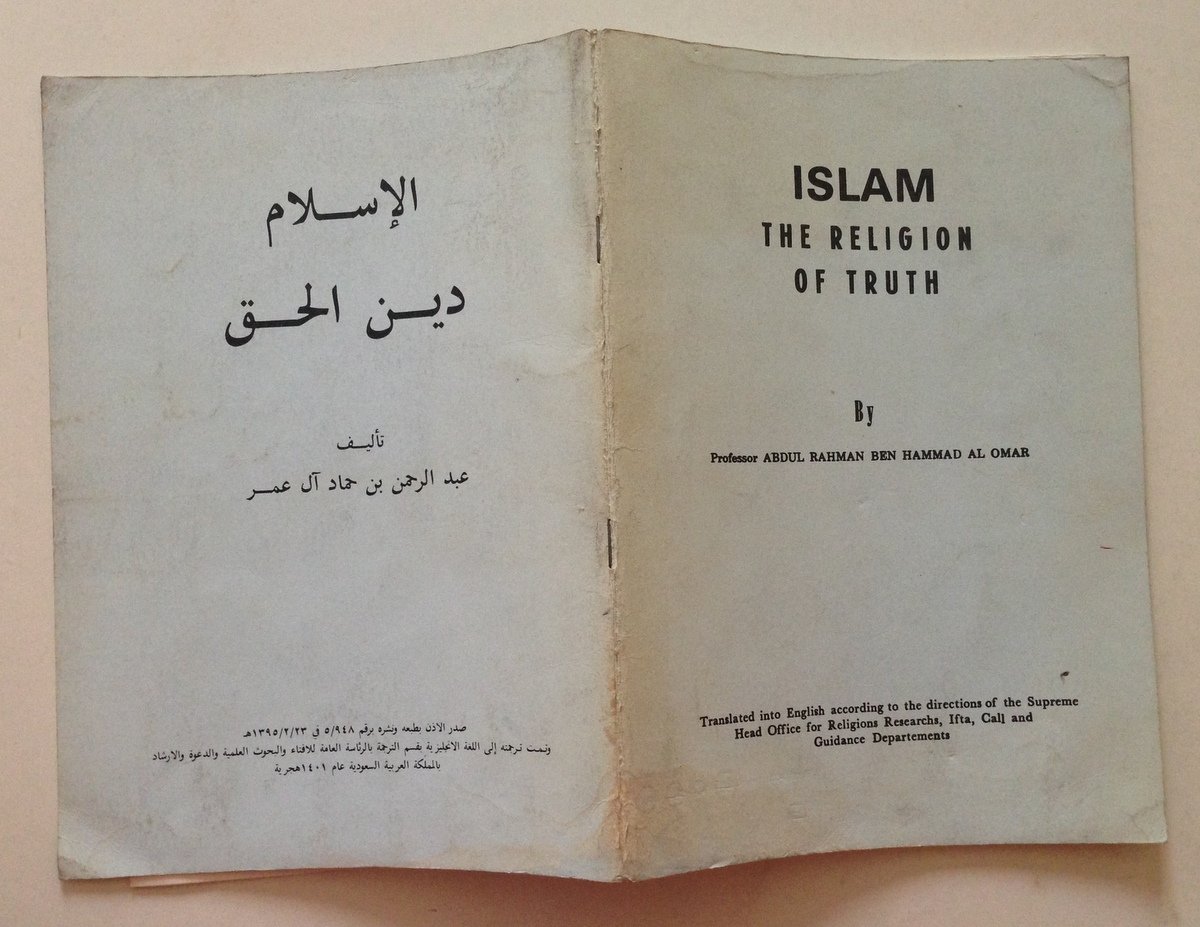 الإسلام
دين الحق
تأليف
عبد الرحمن بن حماد آل عمر
صدر الاذن بطبعه ونشره برقم ٥/٩٤٨ في ١٣٩٥/٢/٢٣هـ
وتمت ترجمته إلى اللغة الانجليزية بقسم الترجمة بالرئاسة العامة للافتاء والبحوث العلمية والدعوة والارشاد
بالمملكة العربية السعودية عام ١٤٠١هجرية
ISLAM
THE RELIGION
OF TRUTH
By
Professor ABDUL RAHMAN BEN HAMMAD AL OMAR
Translated into English according to the directions of the Supreme
Head Office for Religions Researchs, Ifta, Call and
Guidance Departements